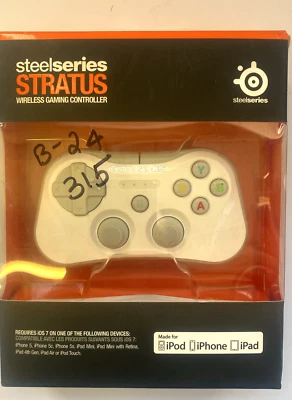 steelseries
STRATUS
WIRELESS GAMING CONTROLLER
steelseries
B-24
315
Y
X
B
A
REQUIRES iOS 7 ON ONE OF THE FOLLOWING DEVICES:
COMPATIBLE AVEC LES PRODUITS SUIVANTS SOUS iOS 7:
iPhone 5, iPhone 5c, iPhone 5s, iPad Mini, iPad Mini with Retina,
iPad 4th Gen, iPad Air or iPod Touch.
Made for
iPod iPhone iPad